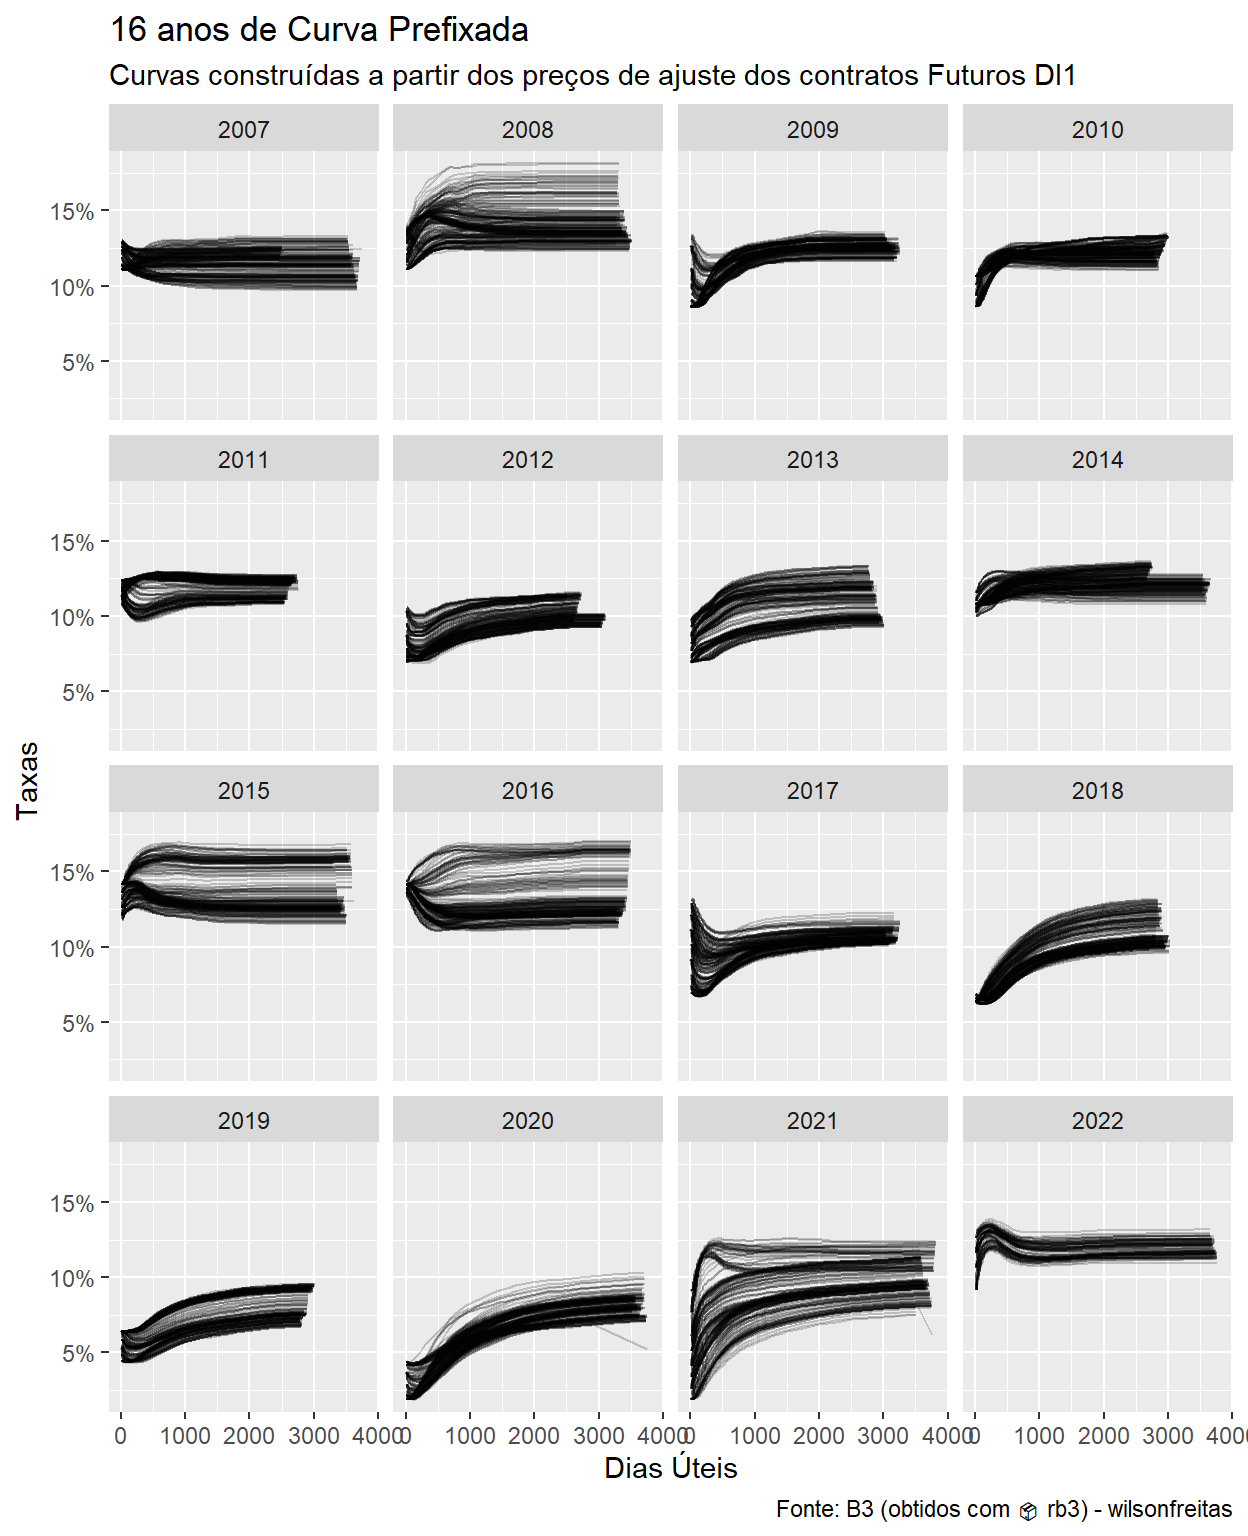 16 anos de Curva Prefixada
Curvas construídas a partir dos preços de ajuste dos contratos Futuros DI1
2007 2008 2009 2010
15%
10%
5%
2011 2012 2013 2014
15%
10%
5%
2015 2016 2017 2018
15%
10%
5%
2019 2020 2021 2022
15%
10%
5%
Taxas
0 1000 2000 3000 4000 0 1000 2000 3000 4000 0 1000 2000 3000 4000 0 1000 2000 3000 400
Dias Úteis
Fonte: B3 (obtidos com 📦 rb3) - wilsonfreitas